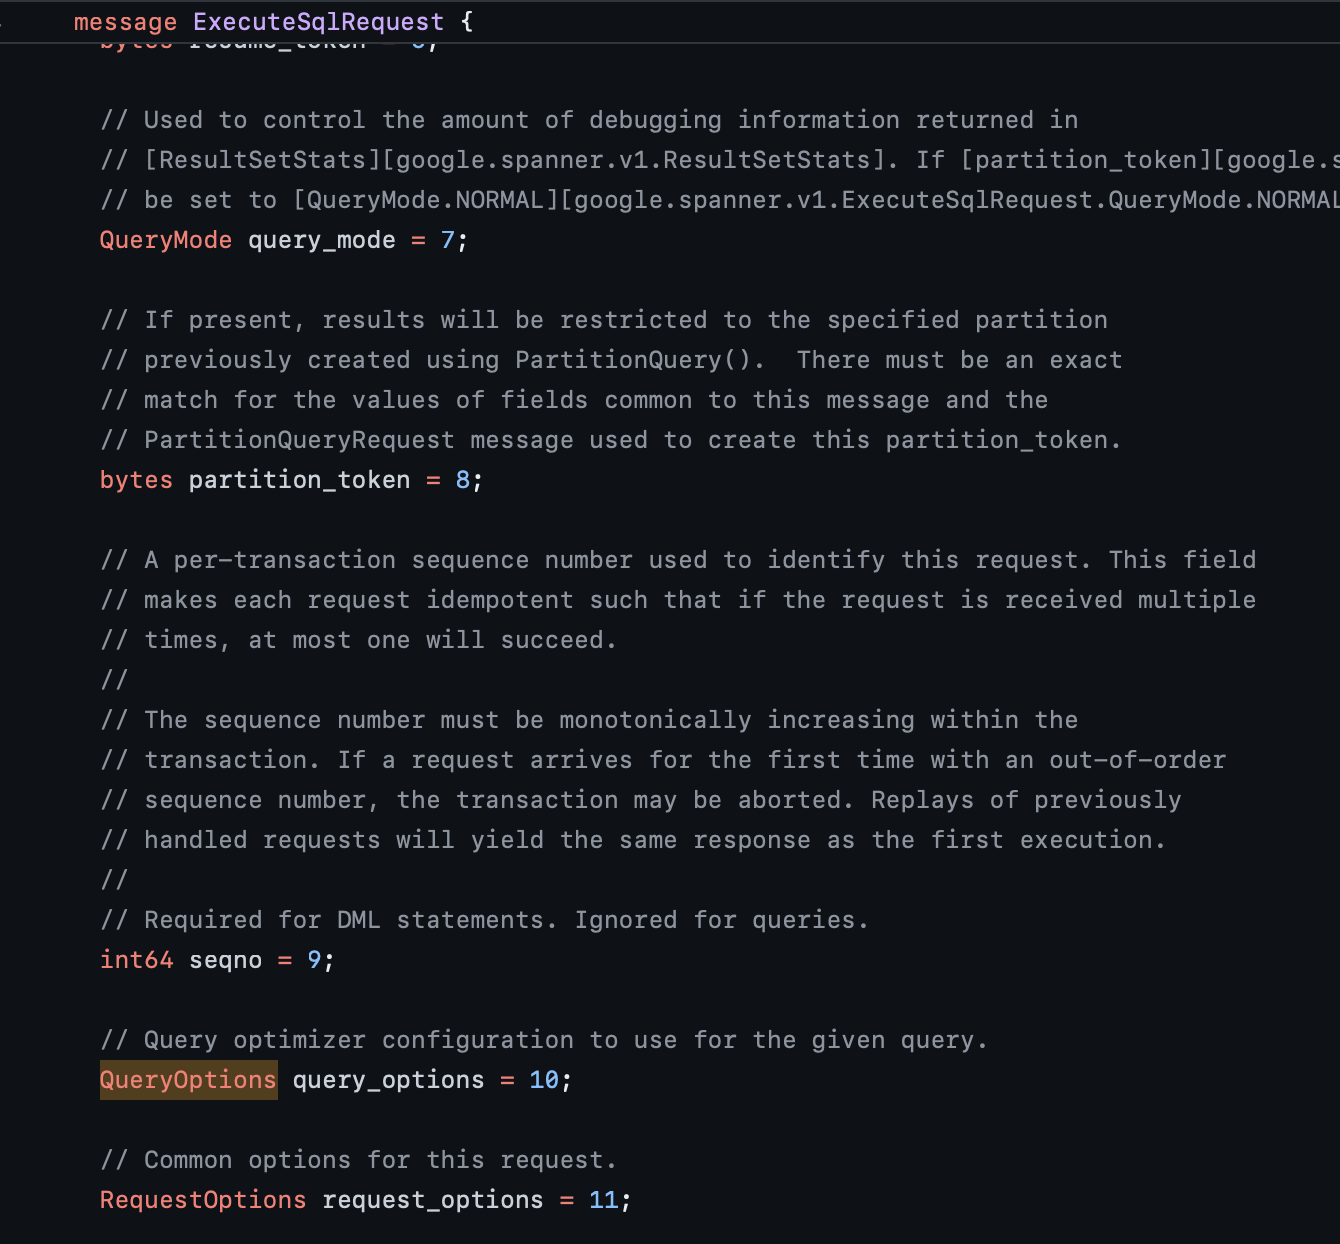 message ExecuteSqlRequest {
bytes resume_token = 6;
// Used to control the amount of debugging information returned in
// [ResultSetStats][google.spanner.v1.ResultSetStats]. If [partition_token][google.s
// be set to [QueryMode.NORMAL][google.spanner.v1.ExecuteSqlRequest.QueryMode.NORMAL
QueryMode query_mode = 7;
// If present, results will be restricted to the specified partition
// previously created using PartitionQuery().  There must be an exact
// match for the values of fields common to this message and the
// PartitionQueryRequest message used to create this partition_token.
bytes partition_token = 8;
// A per-transaction sequence number used to identify this request. This field
// makes each request idempotent such that if the request is received multiple
// times, at most one will succeed.
//
// The sequence number must be monotonically increasing within the
// transaction. If a request arrives for the first time with an out-of-order
// sequence number, the transaction may be aborted. Replays of previously
// handled requests will yield the same response as the first execution.
//
// Required for DML statements. Ignored for queries.
int64 seqno = 9;
// Query optimizer configuration to use for the given query.
QueryOptions query_options = 10;
// Common options for this request.
RequestOptions request_options = 11;